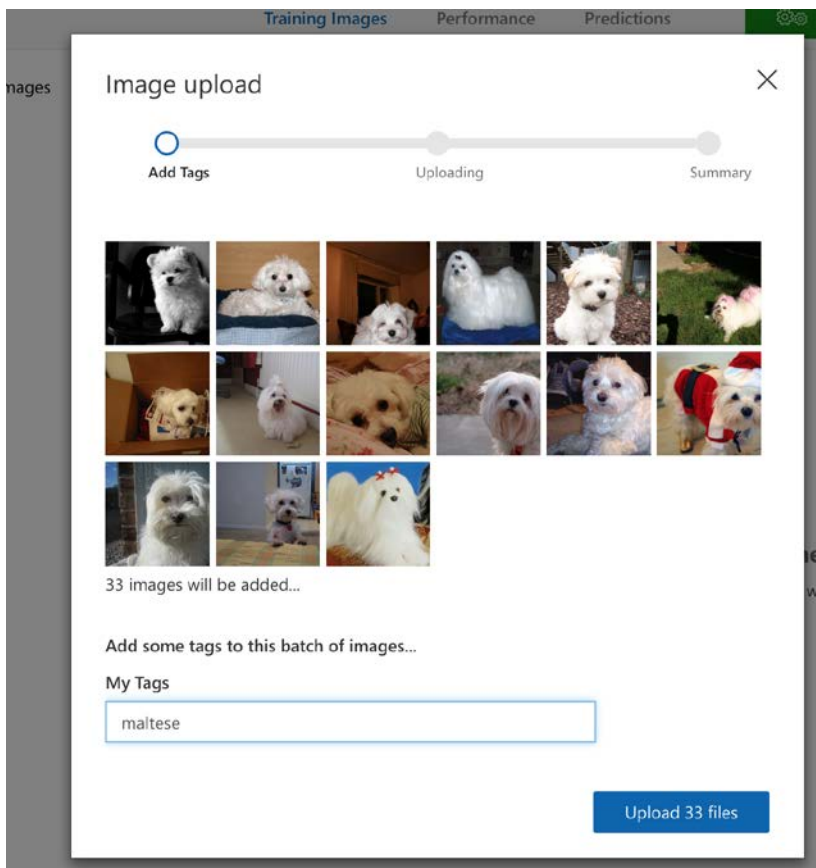 Training Images Performance Predictions
mages
Image upload
Add Tags Uploading Summary
33 images will be added...
Add some tags to this batch of images...
My Tags
maltese
Upload 33 files